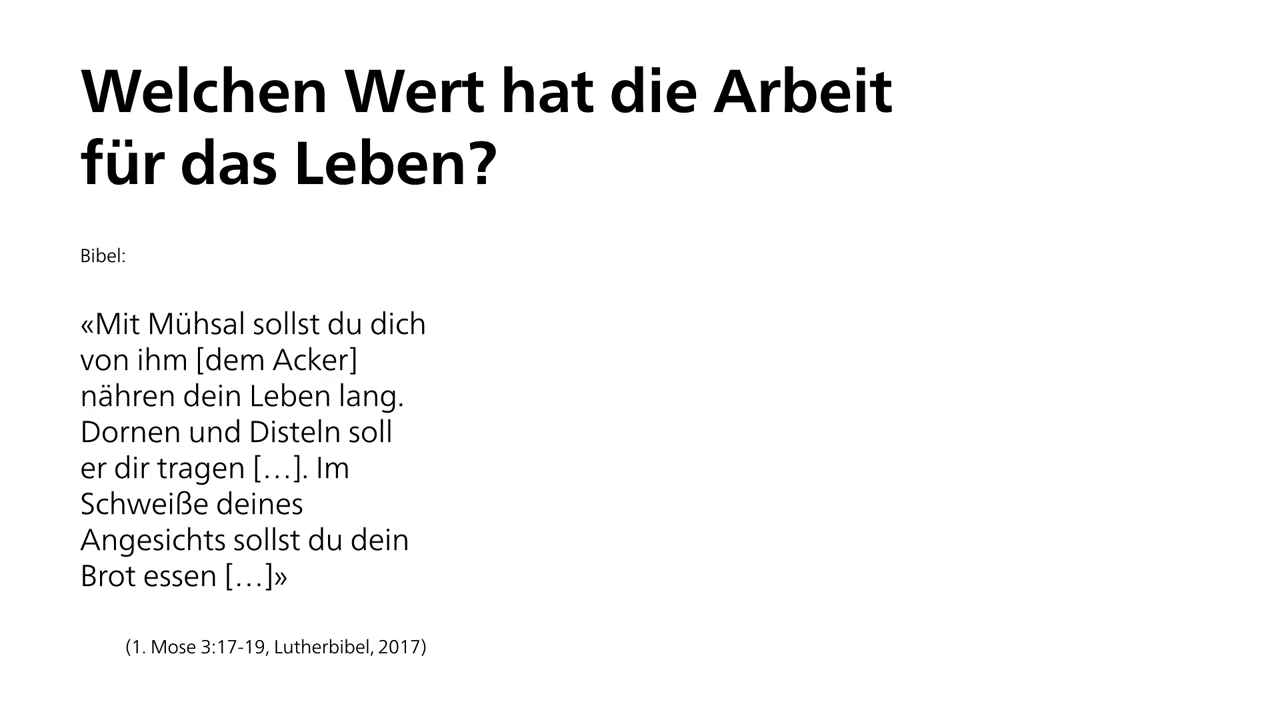 Welchen Wert hat die Arbeit
für das Leben?
Bibel:
«Mit Mühsal sollst du dich
von ihm [dem Acker]
nähren dein Leben lang.
Dornen und Disteln soll
er dir tragen […]. Im
Schweiße deines
Angesichts sollst du dein
Brot essen […]»
(1. Mose 3:17-19, Lutherbibel, 2017)